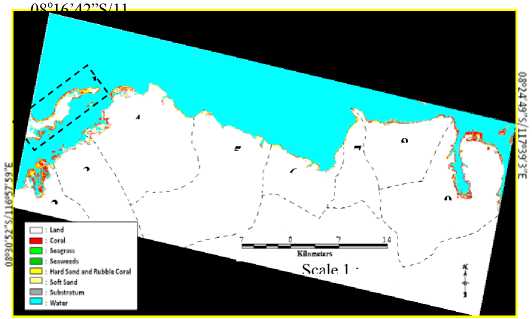 08°16’42”S/11
08°24'49"S/117°39'3"E
08°30'52"S/116°57'59"E
: Land
: Coral
: Seagrass
: Seaweeds
: Hard Sand and Rubble Coral
: Soft Sand
: Substratum
: Water
7 0 7 14
Kilometers
Scale 1 :
N